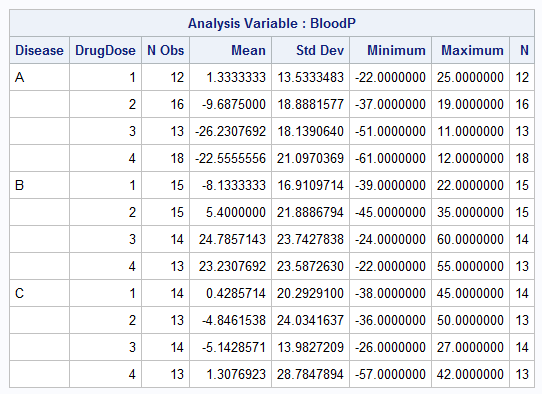 Analysis Variable : BloodP
Disease DrugDose N Obs Mean Std Dev Minimum Maximum N
A 1 12 1.3333333 13.5333483 -22.0000000 25.0000000 12
2 16 -9.6875000 18.8881577 -37.0000000 19.0000000 16
3 13 -26.2307692 18.1390640 -51.0000000 11.0000000 13
4 18 -22.5555556 21.0970369 -61.0000000 12.0000000 18
B 1 15 -8.1333333 16.9109714 -39.0000000 22.0000000 15
2 15 5.4000000 21.8886794 -45.0000000 35.0000000 15
3 14 24.7857143 23.7427838 -24.0000000 60.0000000 14
4 13 23.2307692 23.5872630 -22.0000000 55.0000000 13
C 1 14 0.4285714 20.2929100 -38.0000000 45.0000000 14
2 13 -4.8461538 24.0341637 -36.0000000 50.0000000 13
3 14 -5.1428571 13.9827209 -26.0000000 27.0000000 14
4 13 1.3076923 28.7847894 -57.0000000 42.0000000 13